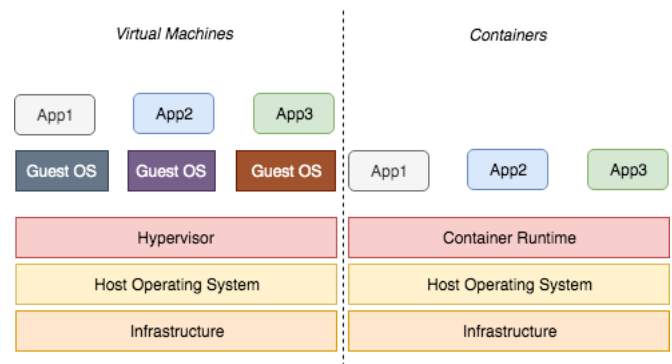 Virtual Machines
Containers
App1
App2
App3
Guest OS
Guest OS
Guest OS
App1
App2
App3
Hypervisor
Container Runtime
Host Operating System
Host Operating System
Infrastructure
Infrastructure